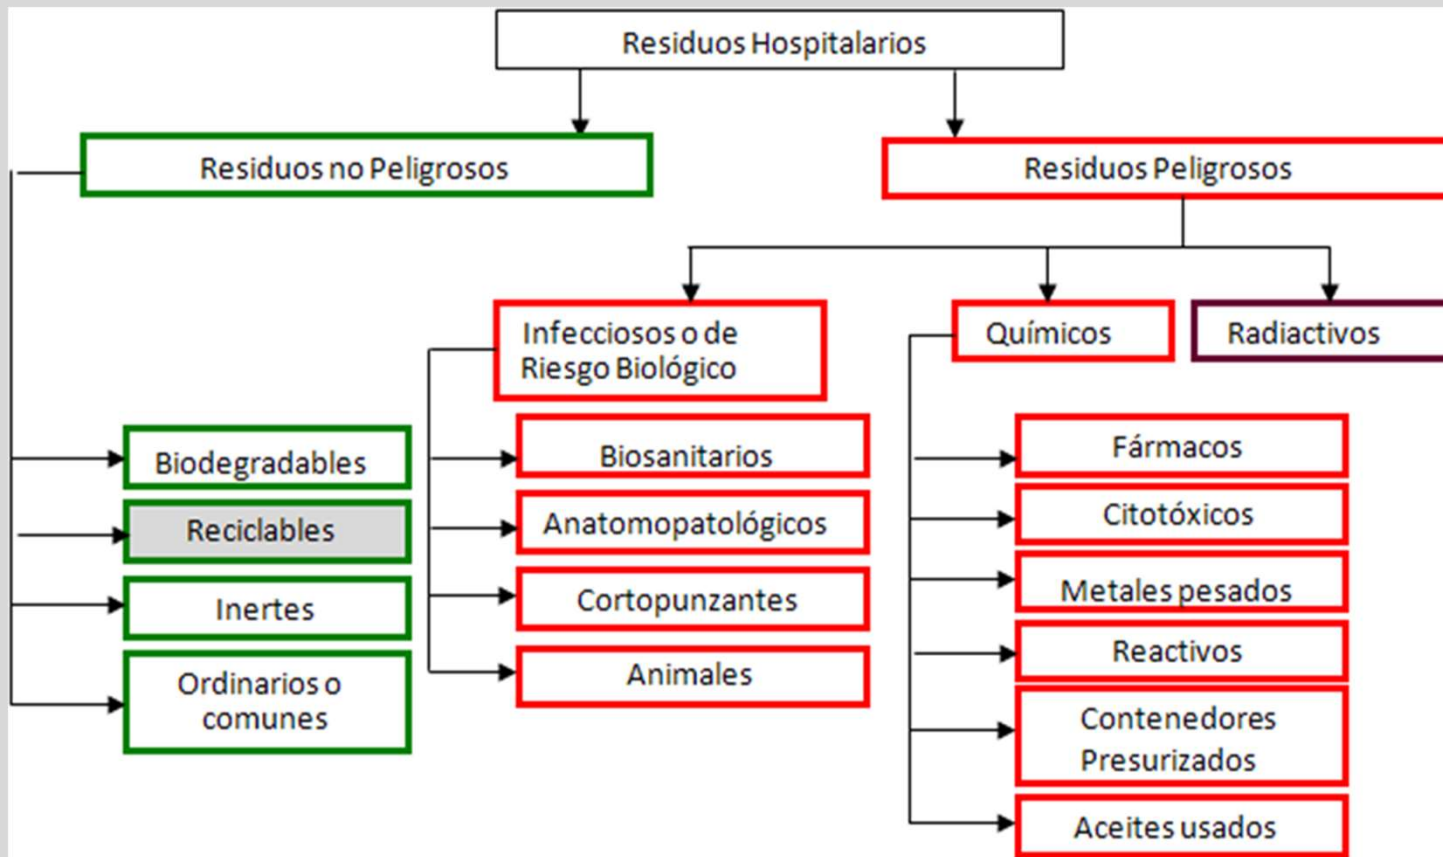 Residuos Hospitalarios
Residuos no Peligrosos
Residuos Peligrosos
Infecciosos o de
Riesgo Biológico
Químicos
Radiactivos
Biodegradables
Reciclables
Inertes
Ordinarios o
comunes
Biosanitarios
Anatomopatológicos
Cortopunzantes
Animales
Fármacos
Citotóxicos
Metales pesados
Reactivos
Contenedores
Presurizados
Aceites usados